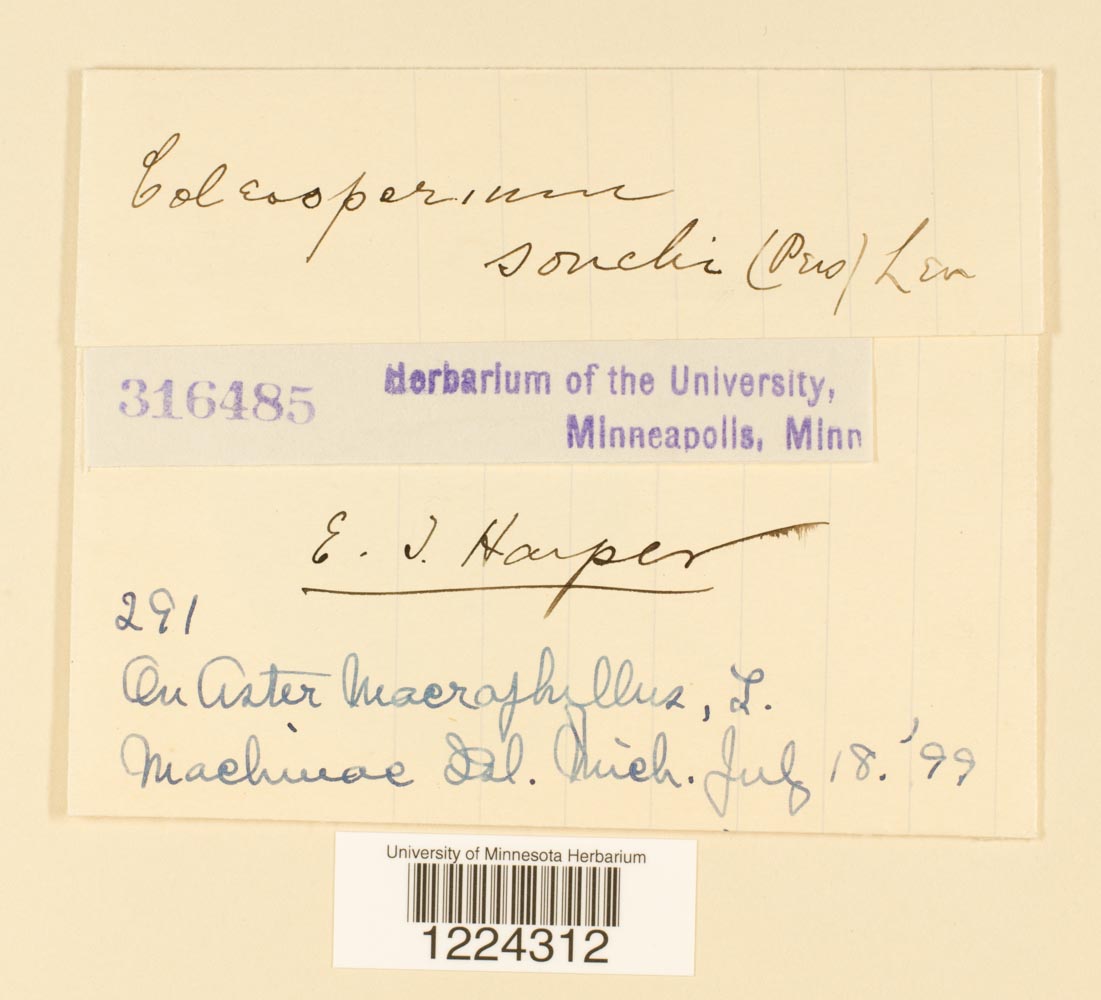 Coleosporium
sonchi (Pers) Lev
316485
Herbarium of the University,
Minneapolis, Minn
E. T. Harper
291
On Aster Macrophyllus, L.
Mackinac Isl. Mich. July 18. '99
University of Minnesota Herbarium
1224312